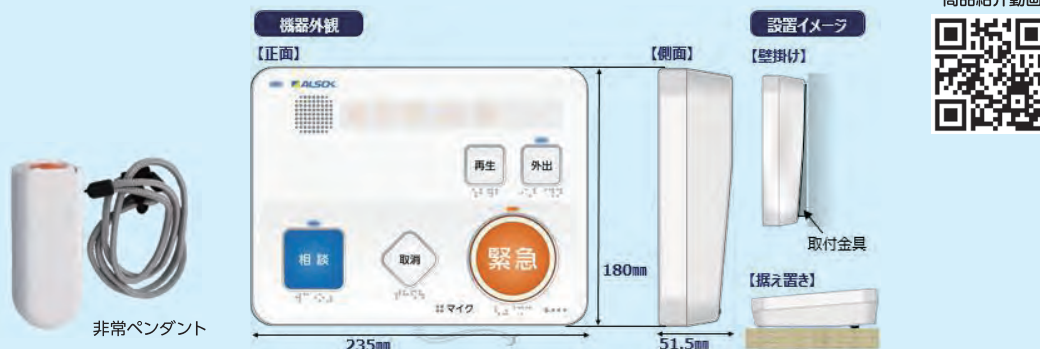 商品紹介動画
機器外観
設置イメージ
【正面】
【側面】
【壁掛け】
ALSOK
再生
外出
相談
取消
緊急
マイク
180㎜
235㎜
51.5㎜
取付金具
【据え置き】
非常ペンダント